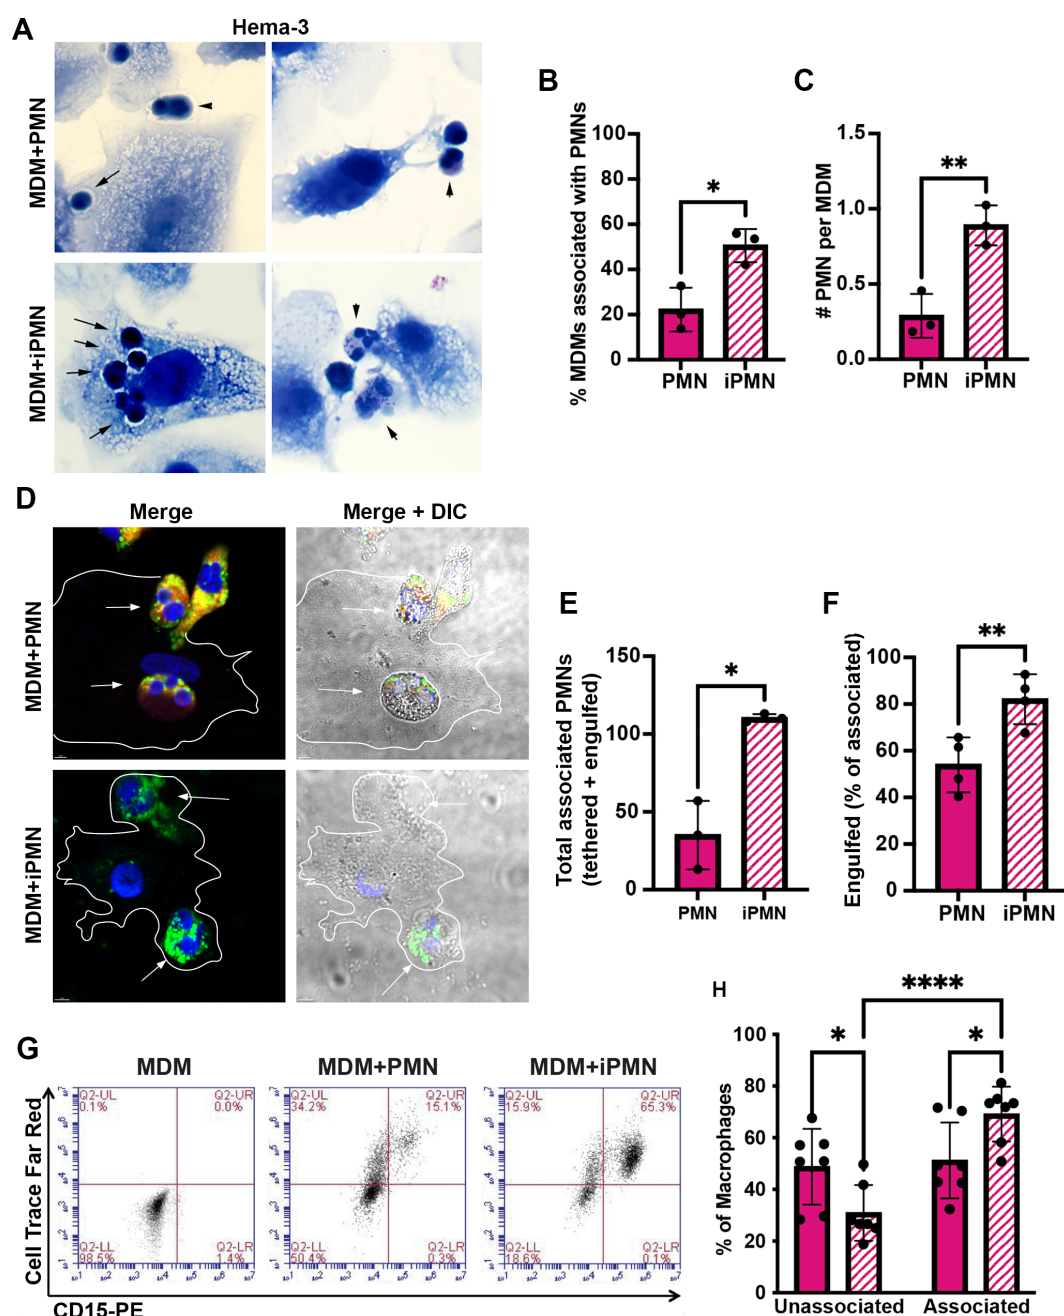 A
Hema-3
MDM+PMN
MDM+iPMN
B
% MDMs associated with PMNs
100
80
60
40
20
0
*
PMN iPMN
C
# PMN per MDM
1.5
1.0
0.5
0.0
**
PMN iPMN
D
Merge
Merge + DIC
MDM+PMN
MDM+iPMN
E
Total associated PMNs
(tethered + engulfed)
150
100
50
0
*
PMN iPMN
F
Engulfed (% of associated)
100
80
60
40
20
0
**
PMN iPMN
G
Cell Trace Far Red
CD15-PE
MDM
Q2-UL Q2-UR
0.1% 0.0%
Q2-LL Q2-LR
98.5% 1.4%
MDM+PMN
Q2-UL Q2-UR
34.2% 15.1%
Q2-LL Q2-LR
50.4% 0.3%
MDM+iPMN
Q2-UL Q2-UR
15.9% 65.3%
Q2-LL Q2-LR
18.6% 0.1%
H
% of Macrophages
100
80
60
40
20
0
****
* *
Unassociated Associated